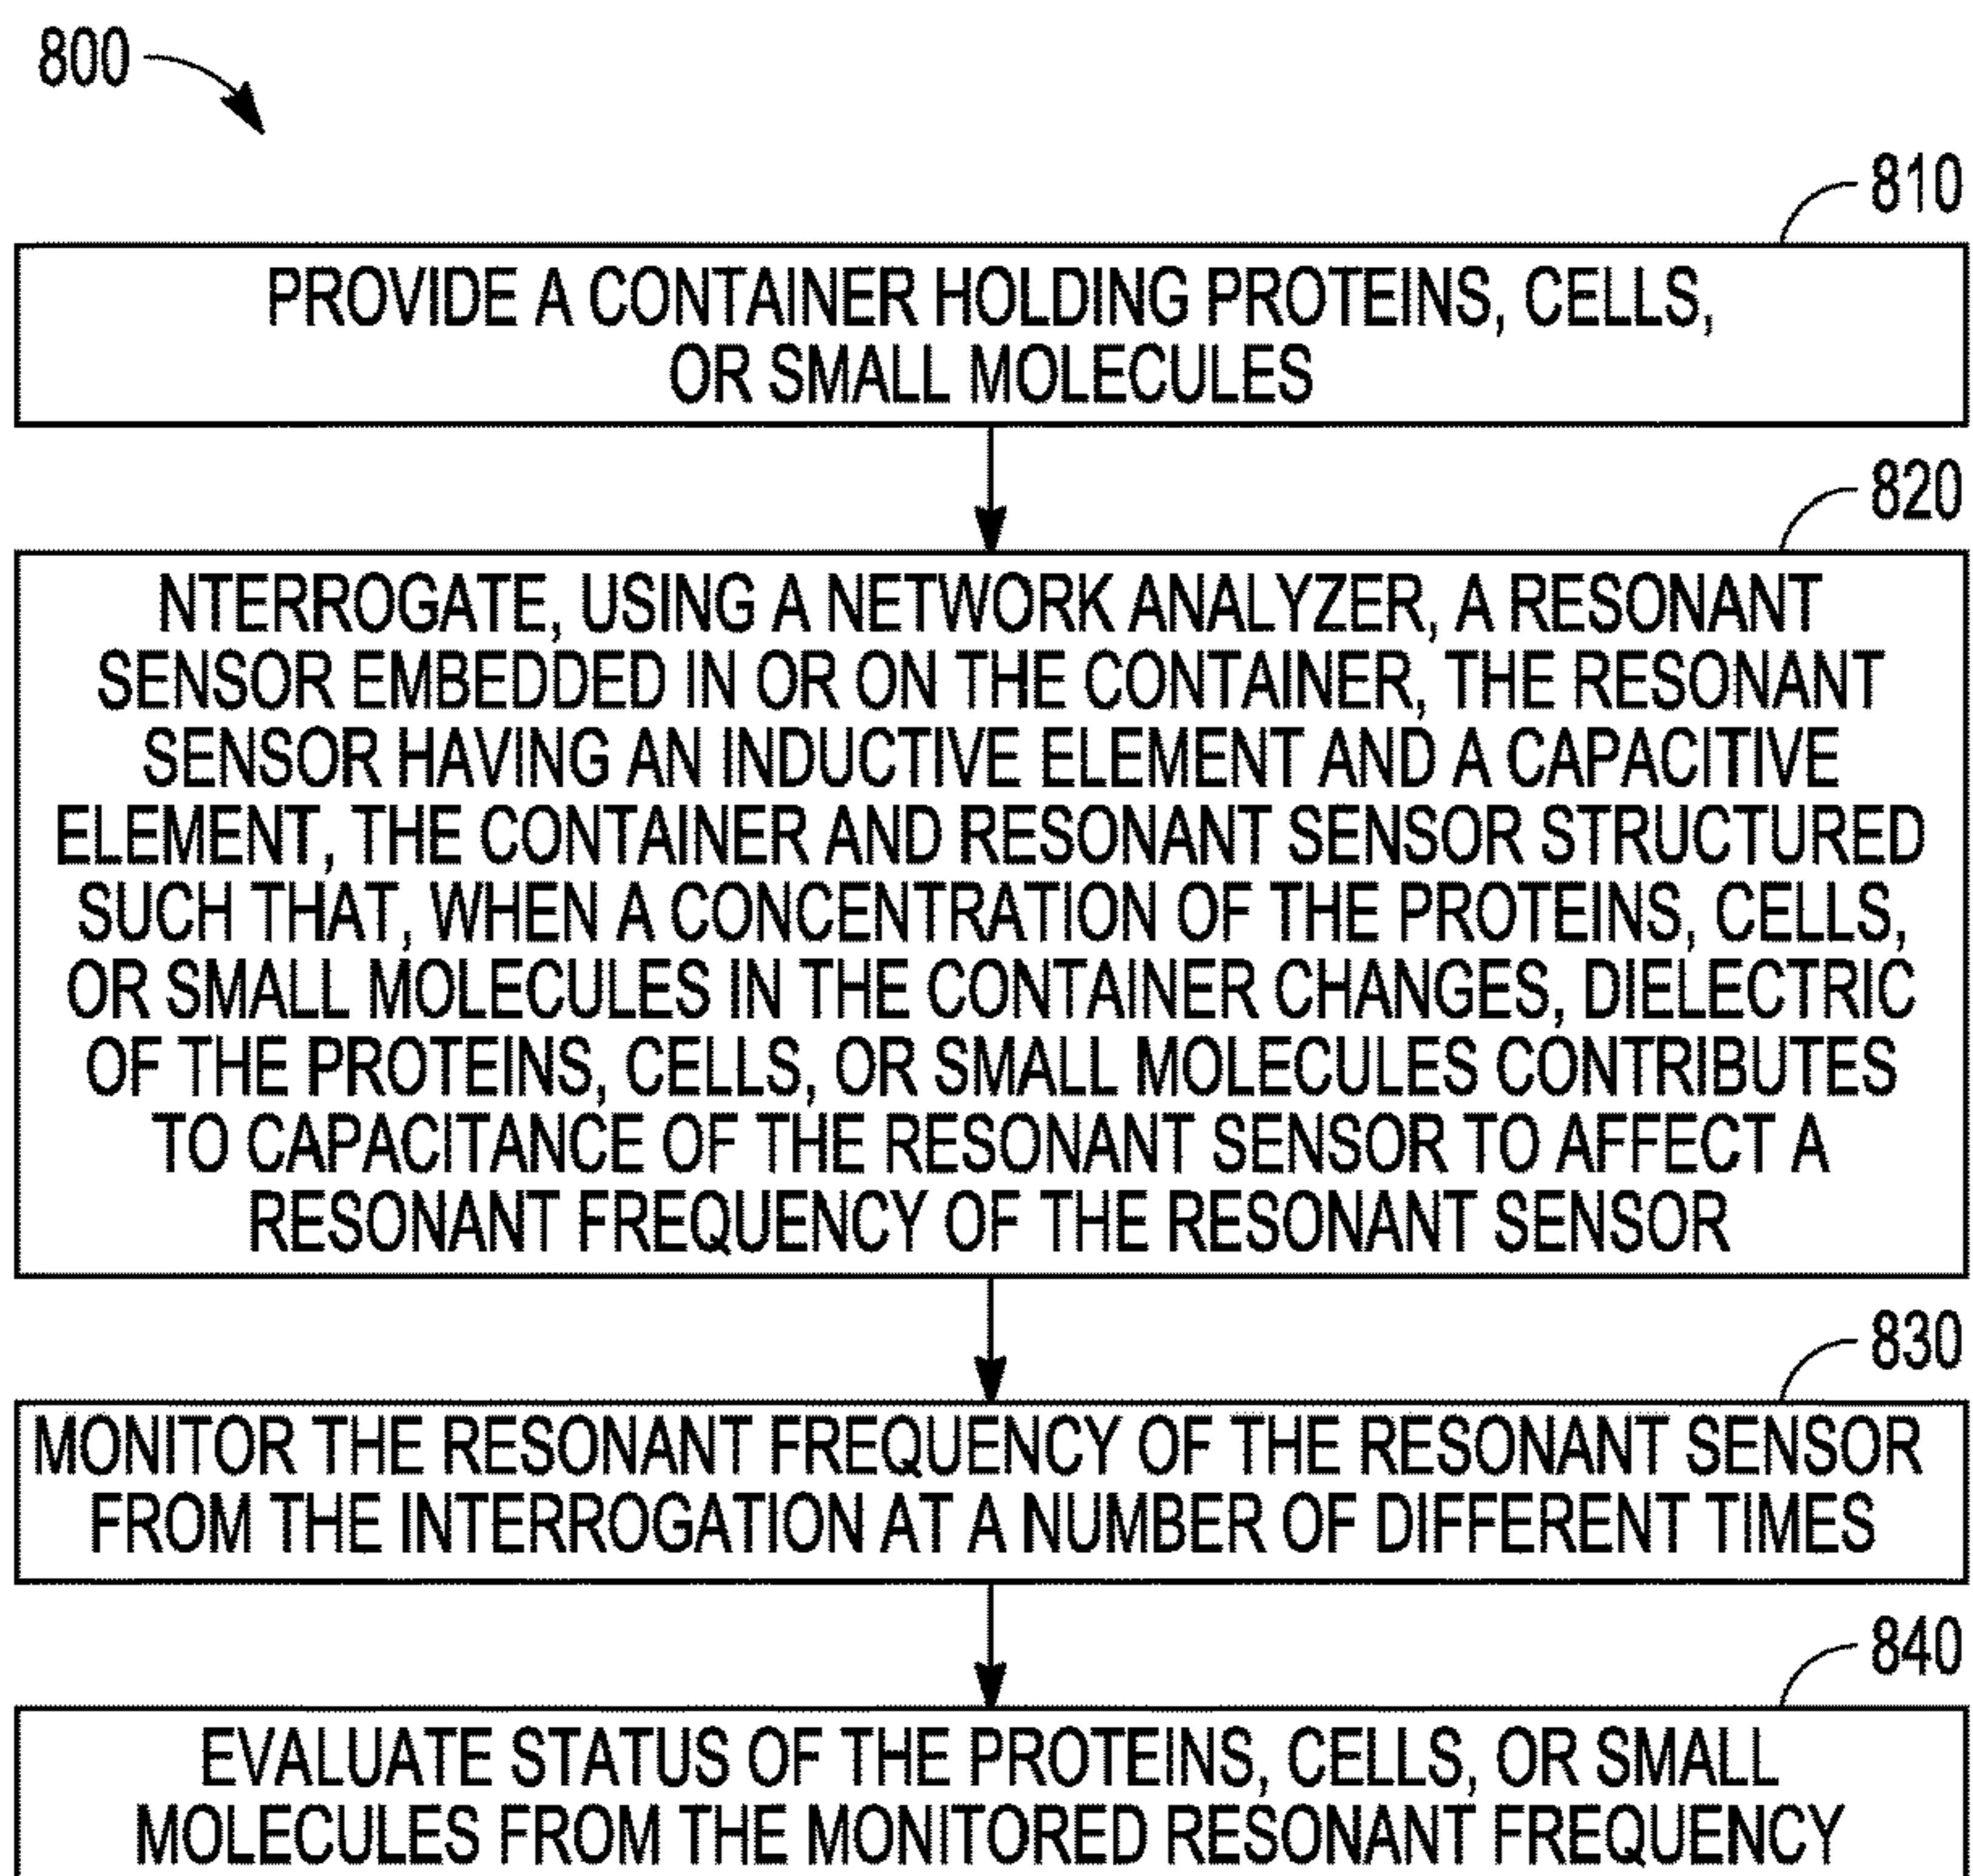 800
810
PROVIDE A CONTAINER HOLDING PROTEINS, CELLS,
OR SMALL MOLECULES
820
NTERROGATE, USING A NETWORK ANALYZER, A RESONANT
SENSOR EMBEDDED IN OR ON THE CONTAINER, THE RESONANT
SENSOR HAVING AN INDUCTIVE ELEMENT AND A CAPACITIVE
ELEMENT, THE CONTAINER AND RESONANT SENSOR STRUCTURED
SUCH THAT, WHEN A CONCENTRATION OF THE PROTEINS, CELLS,
OR SMALL MOLECULES IN THE CONTAINER CHANGES, DIELECTRIC
OF THE PROTEINS, CELLS, OR SMALL MOLECULES CONTRIBUTES
TO CAPACITANCE OF THE RESONANT SENSOR TO AFFECT A
RESONANT FREQUENCY OF THE RESONANT SENSOR
830
MONITOR THE RESONANT FREQUENCY OF THE RESONANT SENSOR
FROM THE INTERROGATION AT A NUMBER OF DIFFERENT TIMES
840
EVALUATE STATUS OF THE PROTEINS, CELLS, OR SMALL
MOLECULES FROM THE MONITORED RESONANT FREQUENCY